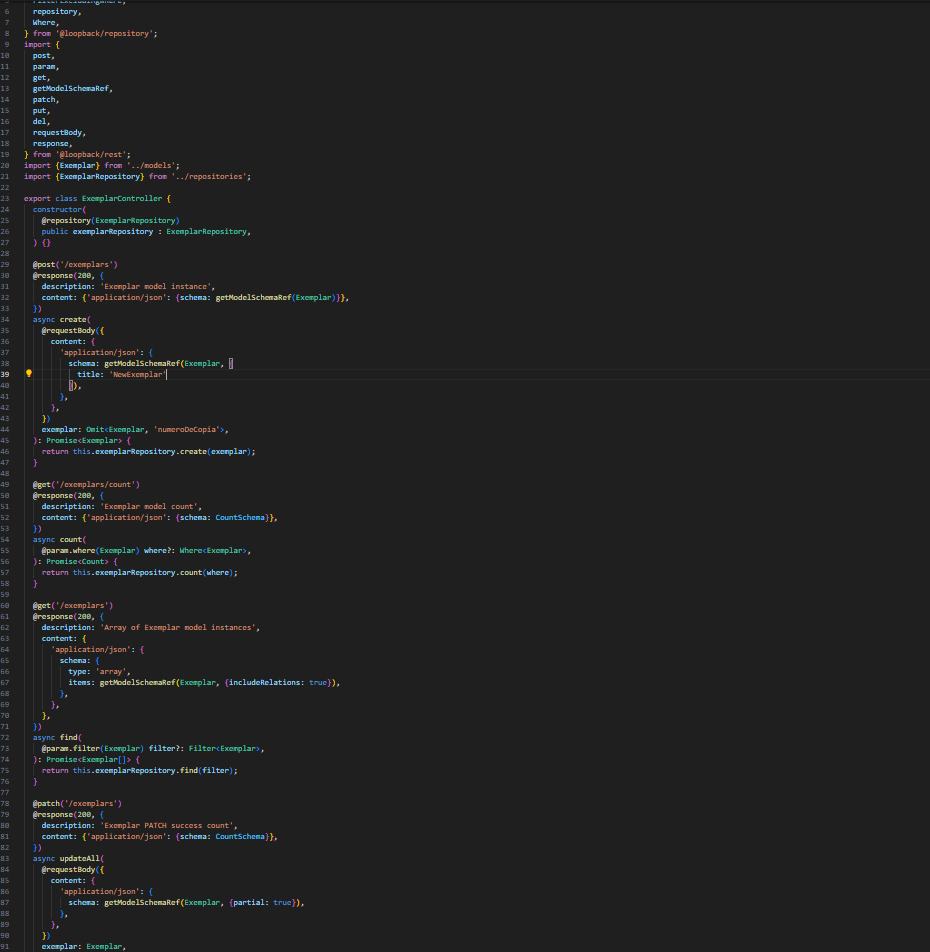 5 FilterExcludingWhere,
6 repository,
7 Where,
8 } from '@loopback/repository';
9 import {
10 post,
11 param,
12 get,
13 getModelSchemaRef,
14 patch,
15 put,
16 del,
17 requestBody,
18 response,
19 } from '@loopback/rest';
20 import {Exemplar} from '../models';
21 import {ExemplarRepository} from '../repositories';
22
23 export class ExemplarController {
24 constructor(
25 @repository(ExemplarRepository)
26 public exemplarRepository : ExemplarRepository,
27 ) {}
28
29 @post('/exemplars')
30 @response(200, {
31 description: 'Exemplar model instance',
32 content: {'application/json': {schema: getModelSchemaRef(Exemplar)}},
33 })
34 async create(
35 @requestBody({
36 content: {
37 'application/json': {
38 schema: getModelSchemaRef(Exemplar, {
39 title: 'NewExemplar'
40 }),
41 },
42 },
43 })
44 exemplar: Omit<Exemplar, 'numeroDeCopia'>,
45 ): Promise<Exemplar> {
46 return this.exemplarRepository.create(exemplar);
47 }
48
49 @get('/exemplars/count')
50 @response(200, {
51 description: 'Exemplar model count',
52 content: {'application/json': {schema: CountSchema}},
53 })
54 async count(
55 @param.where(Exemplar) where?: Where<Exemplar>,
56 ): Promise<Count> {
57 return this.exemplarRepository.count(where);
58 }
59
60 @get('/exemplars')
61 @response(200, {
62 description: 'Array of Exemplar model instances',
63 content: {
64 'application/json': {
65 schema: {
66 type: 'array',
67 items: getModelSchemaRef(Exemplar, {includeRelations: true}),
68 },
69 },
70 },
71 })
72 async find(
73 @param.filter(Exemplar) filter?: Filter<Exemplar>,
74 ): Promise<Exemplar[]> {
75 return this.exemplarRepository.find(filter);
76 }
77
78 @patch('/exemplars')
79 @response(200, {
80 description: 'Exemplar PATCH success count',
81 content: {'application/json': {schema: CountSchema}},
82 })
83 async updateAll(
84 @requestBody({
85 content: {
86 'application/json': {
87 schema: getModelSchemaRef(Exemplar, {partial: true}),
88 },
89 },
90 })
91 exemplar: Exemplar,